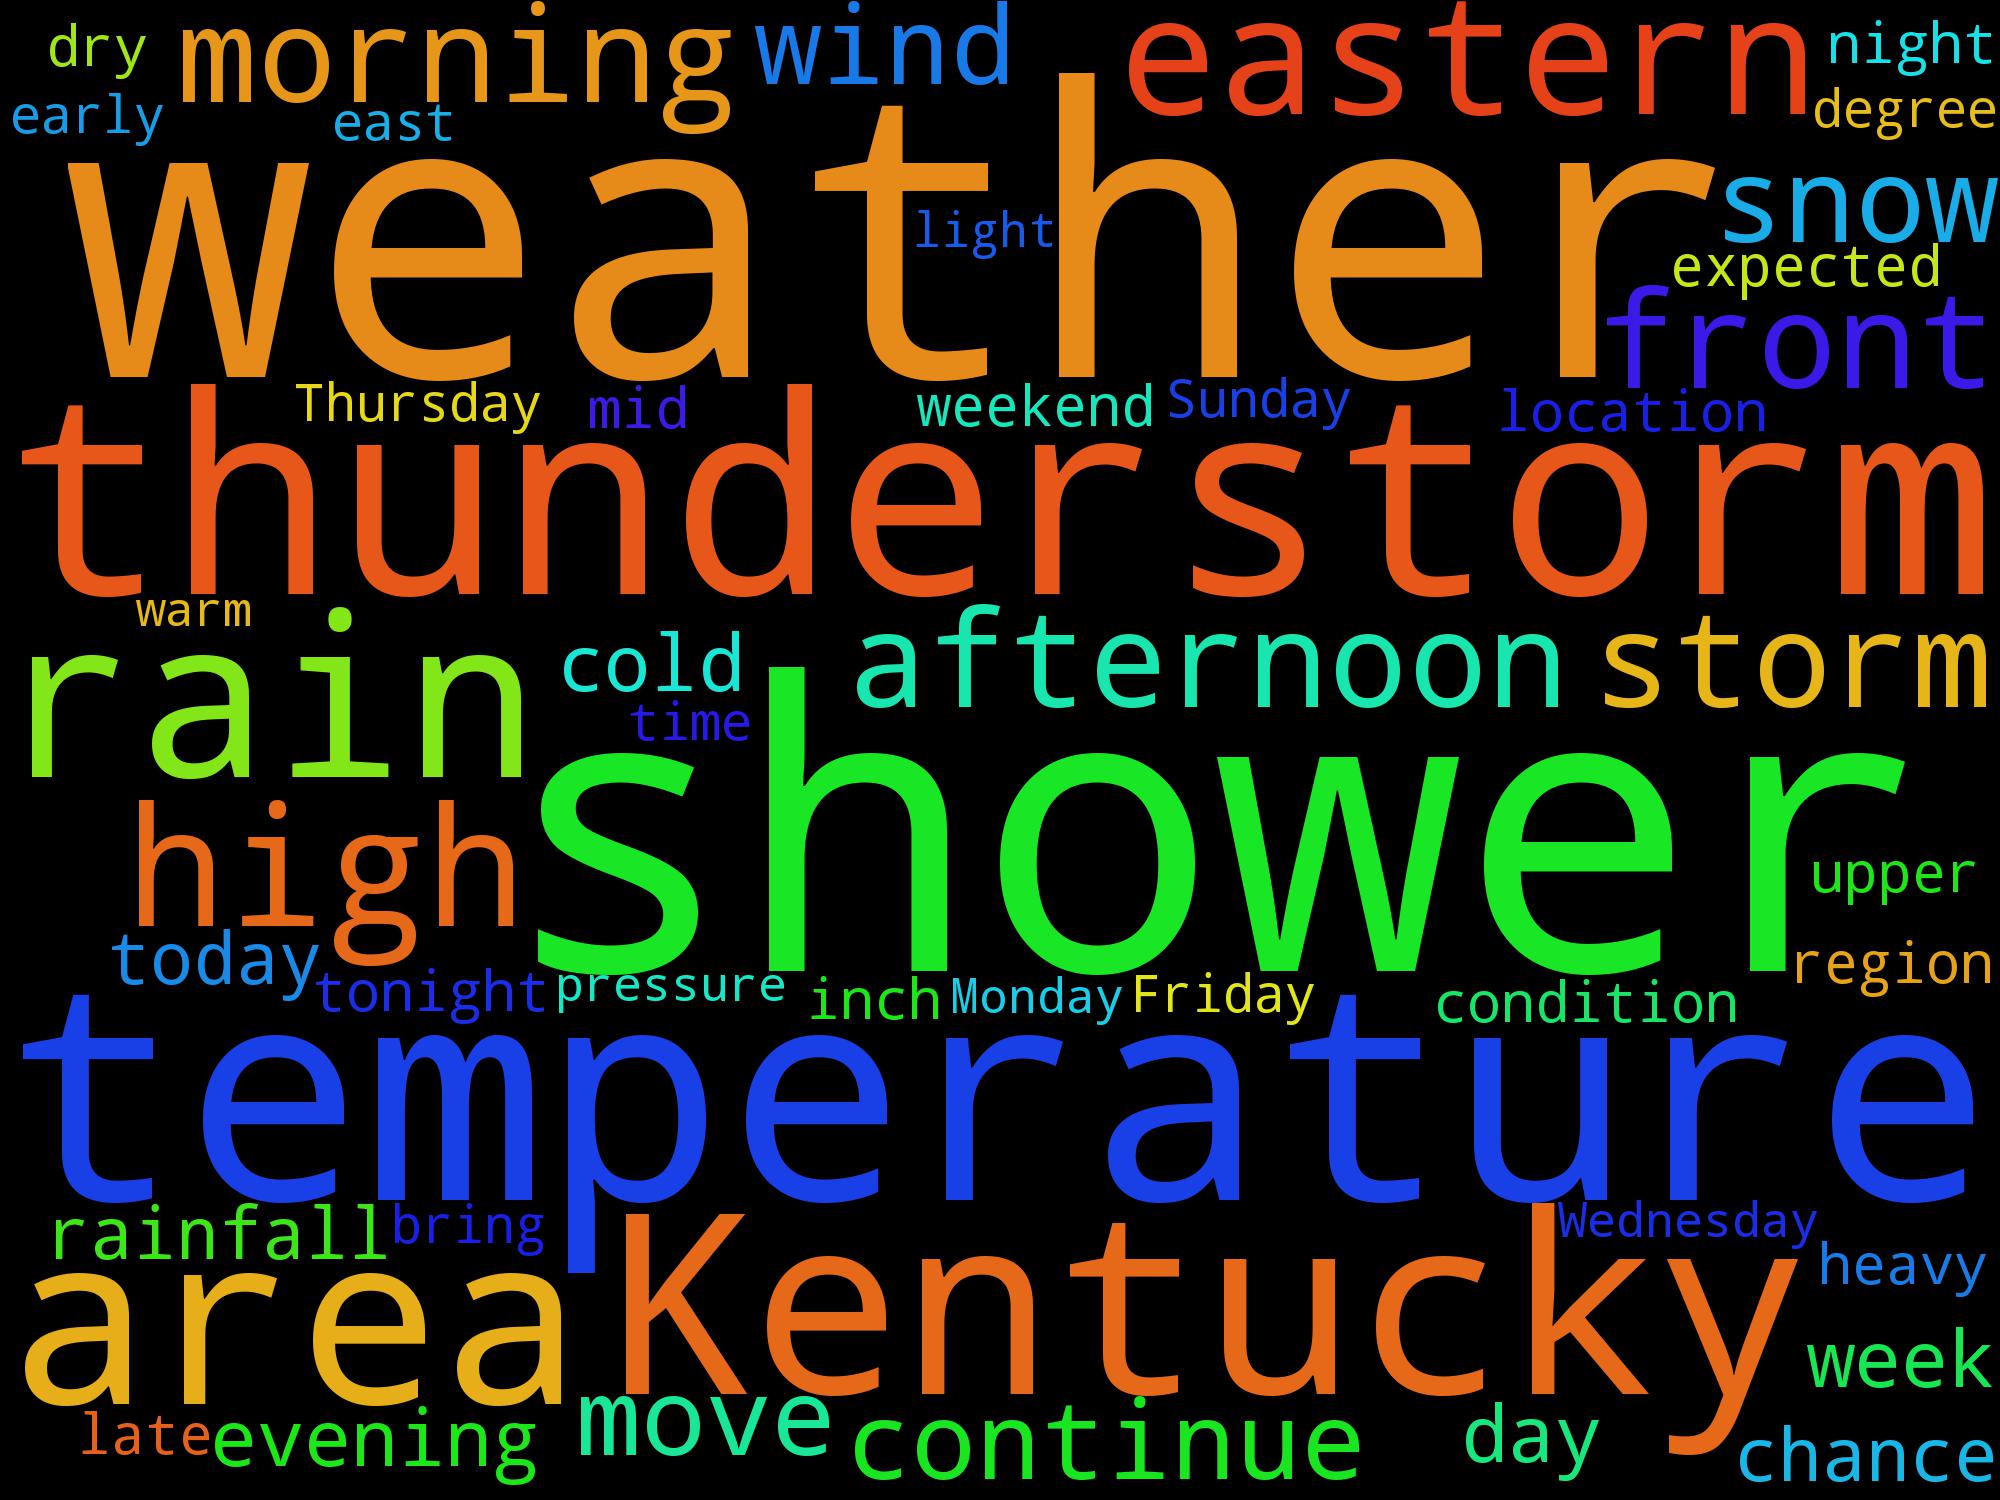 dry morning wind eastern night
early east degree
weather snow
light
expected
front
Thursday mid weekend Sunday location
thunderstorm
warm
rain cold afternoon storm
time
shower
high
upper
today region
tonight pressure inch Monday Friday condition
temperature
rainfall bring Wednesday
area Kentucky heavy
week
late evening move continue day chance